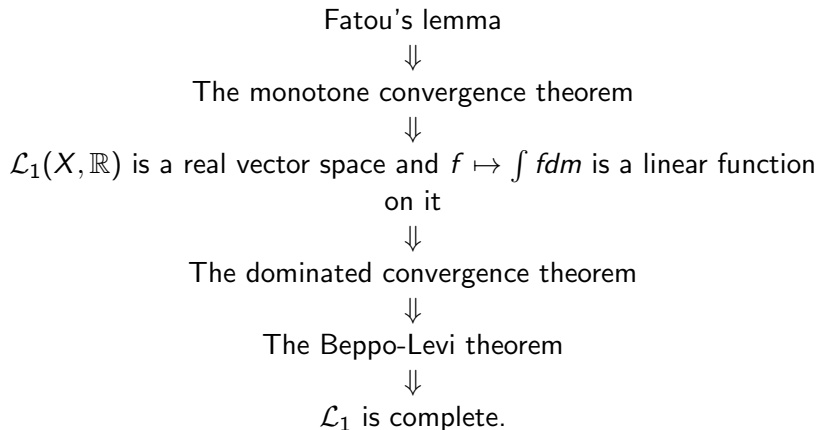 Fatou's lemma
⇓
The monotone convergence theorem
⇓
ℒ₁(X, ℝ) is a real vector space and f ↦ ∫ fdm is a linear function
on it
⇓
The dominated convergence theorem
⇓
The Beppo-Levi theorem
⇓
ℒ₁ is complete.